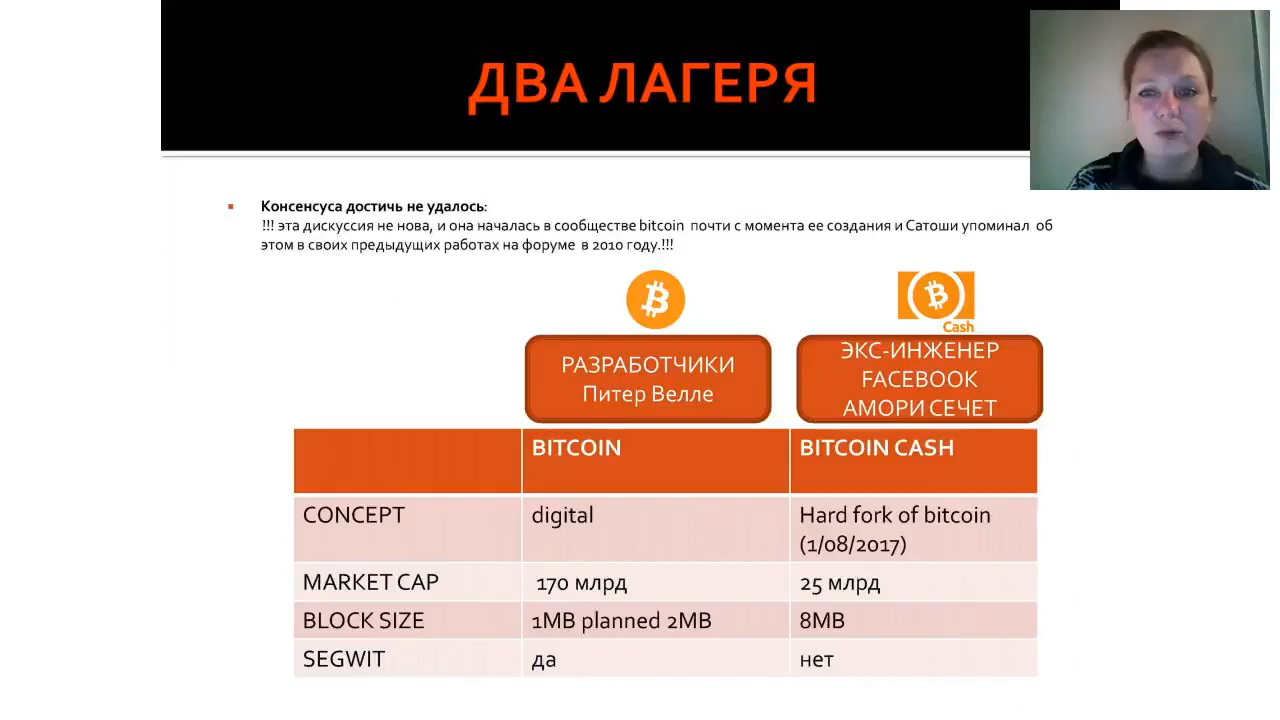 ДВА ЛАГЕРЯ
Консенсуса достичь не удалось:
!!! эта дискуссия не нова, и она началась в сообществе bitcoin почти с момента ее создания и Сатоши упоминал об
этом в своих предыдущих работах на форуме в 2010 году.!!!
Cash
РАЗРАБОТЧИКИ
Питер Велле
ЭКС-ИНЖЕНЕР
FACEBOOK
АМОРИ СЕЧЕТ
BITCOIN
BITCOIN CASH
CONCEPT
digital
Hard fork of bitcoin
(1/08/2017)
MARKET CAP
170 млрд
25 млрд
BLOCK SIZE
1MB planned 2MB
8MB
SEGWIT
да
нет